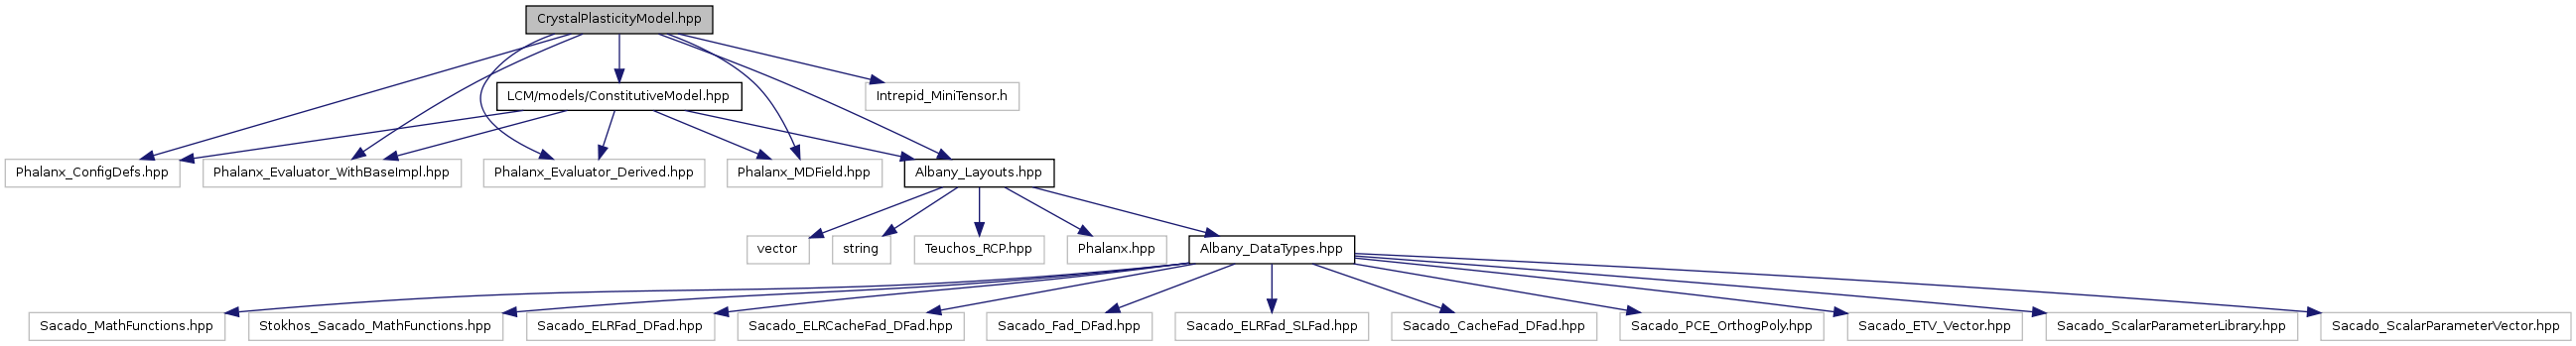 CrystalPlasticityModel.hpp
LCM/models/ConstitutiveModel.hpp
Intrepid_MiniTensor.h
Phalanx_ConfigDefs.hpp
Phalanx_Evaluator_WithBaseImpl.hpp
Phalanx_Evaluator_Derived.hpp
Phalanx_MDField.hpp
Albany_Layouts.hpp
vector
string
Teuchos_RCP.hpp
Phalanx.hpp
Albany_DataTypes.hpp
Sacado_MathFunctions.hpp
Stokhos_Sacado_MathFunctions.hpp
Sacado_ELRFad_DFad.hpp
Sacado_ELRCacheFad_DFad.hpp
Sacado_Fad_DFad.hpp
Sacado_ELRFad_SLFad.hpp
Sacado_CacheFad_DFad.hpp
Sacado_PCE_OrthogPoly.hpp
Sacado_ETV_Vector.hpp
Sacado_ScalarParameterLibrary.hpp
Sacado_ScalarParameterVector.hpp